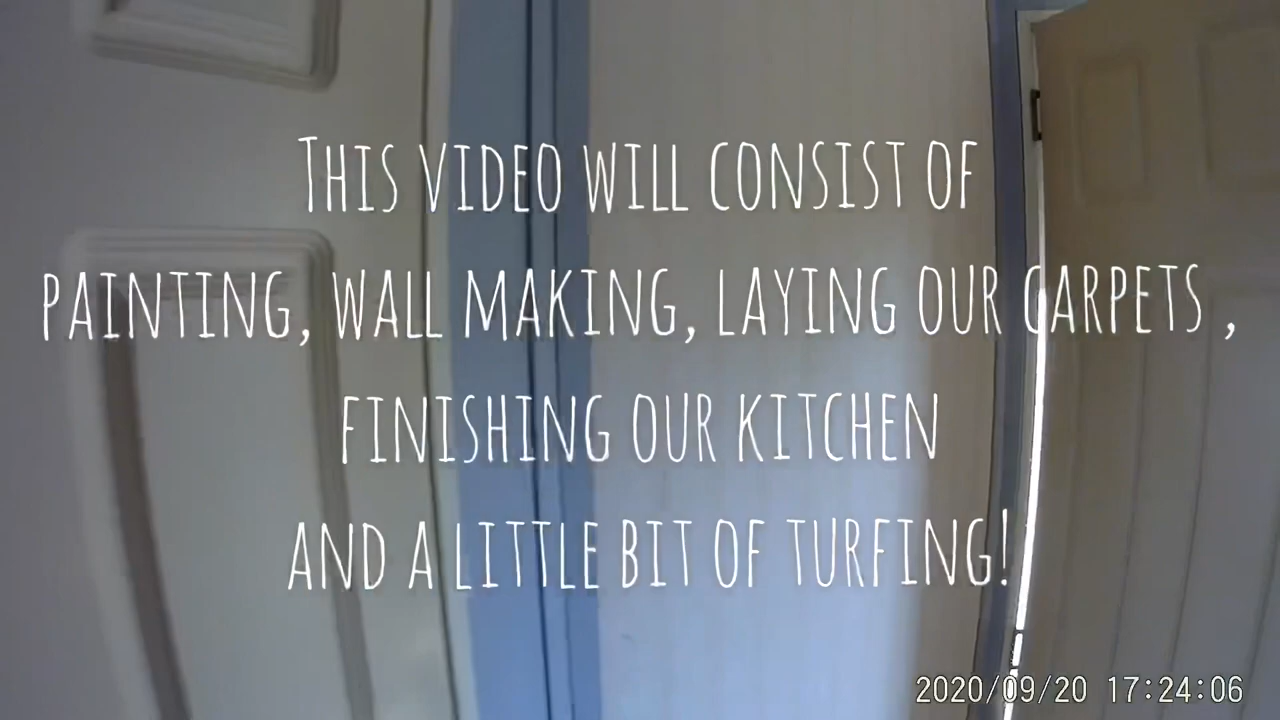 THIS VIDEO WILL CONSIST OF
PAINTING, WALL MAKING, LAYING OUR CARPETS ,
FINISHING OUR KITCHEN
AND A LITTLE BIT OF TURFING!
2020/09/20 17:24:06